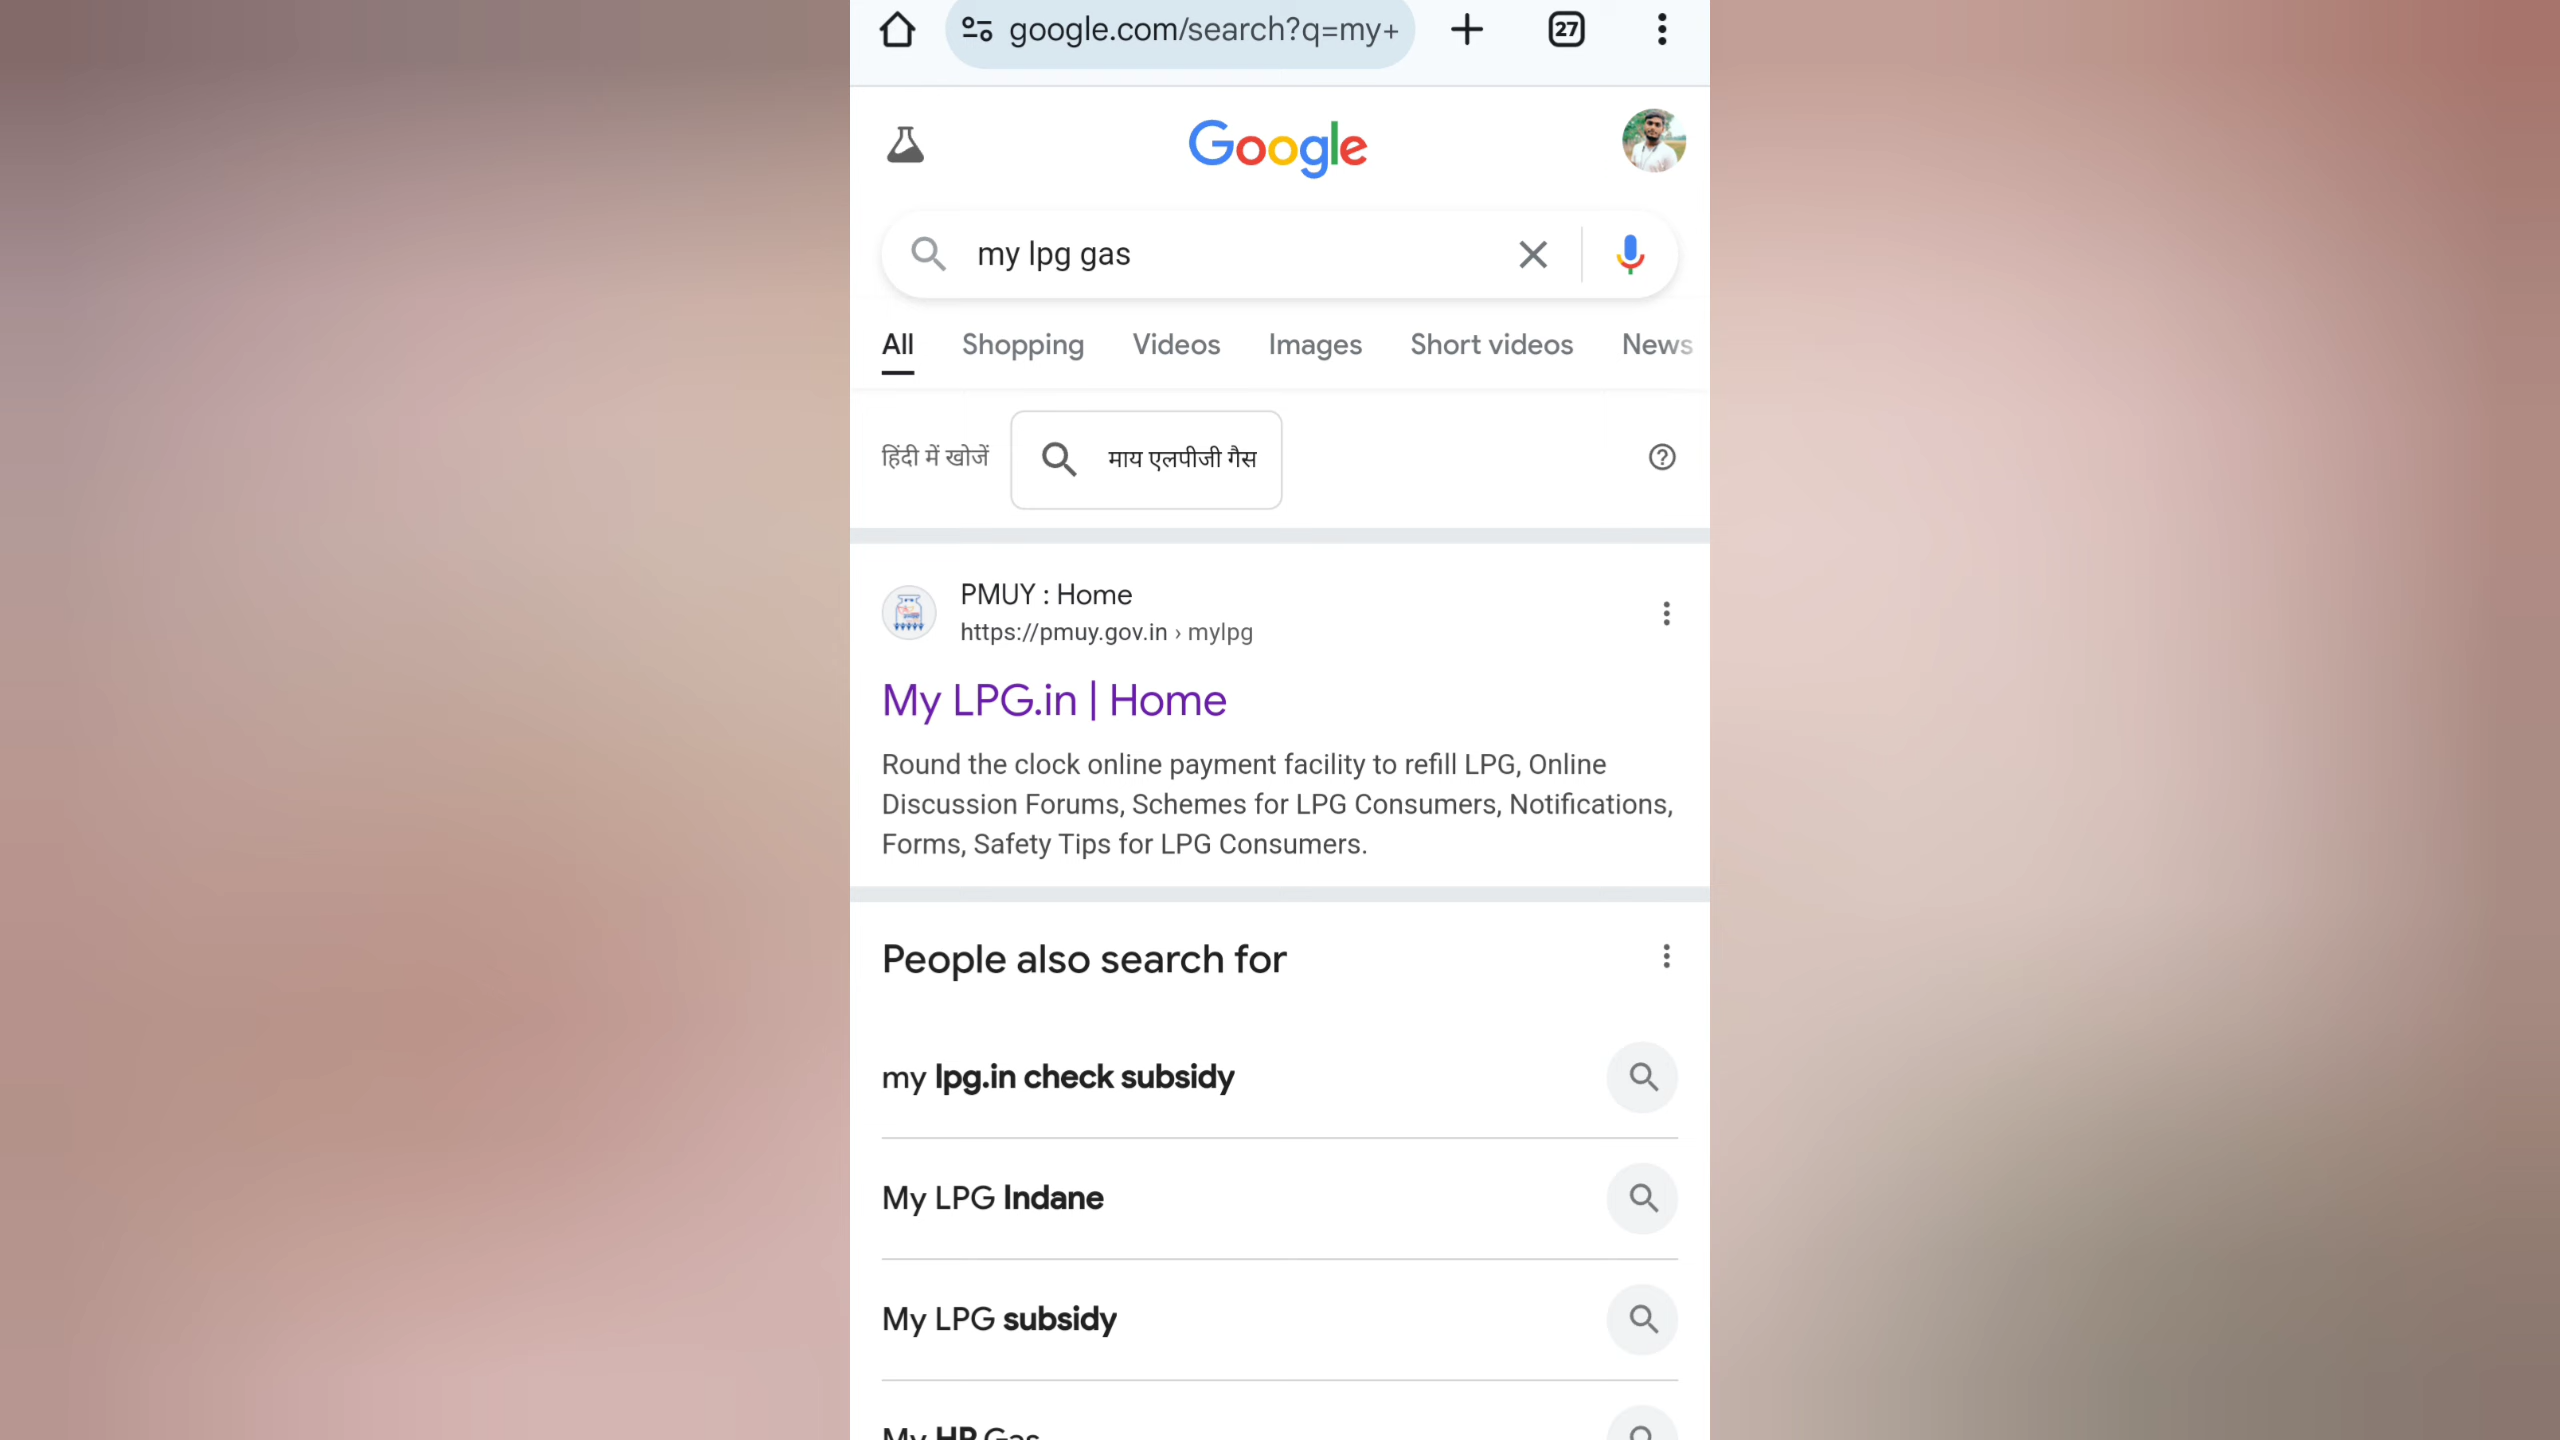 google.com/search?q=my+
27
Google
my lpg gas
All Shopping Videos Images Short videos News
हिंदी में खोजें माय एलपीजी गैस
PMUY : Home
https://pmuy.gov.in › mylpg
My LPG.in | Home
Round the clock online payment facility to refill LPG, Online
Discussion Forums, Schemes for LPG Consumers, Notifications,
Forms, Safety Tips for LPG Consumers.
People also search for
my lpg.in check subsidy
My LPG Indane
My LPG subsidy
My HP Gas